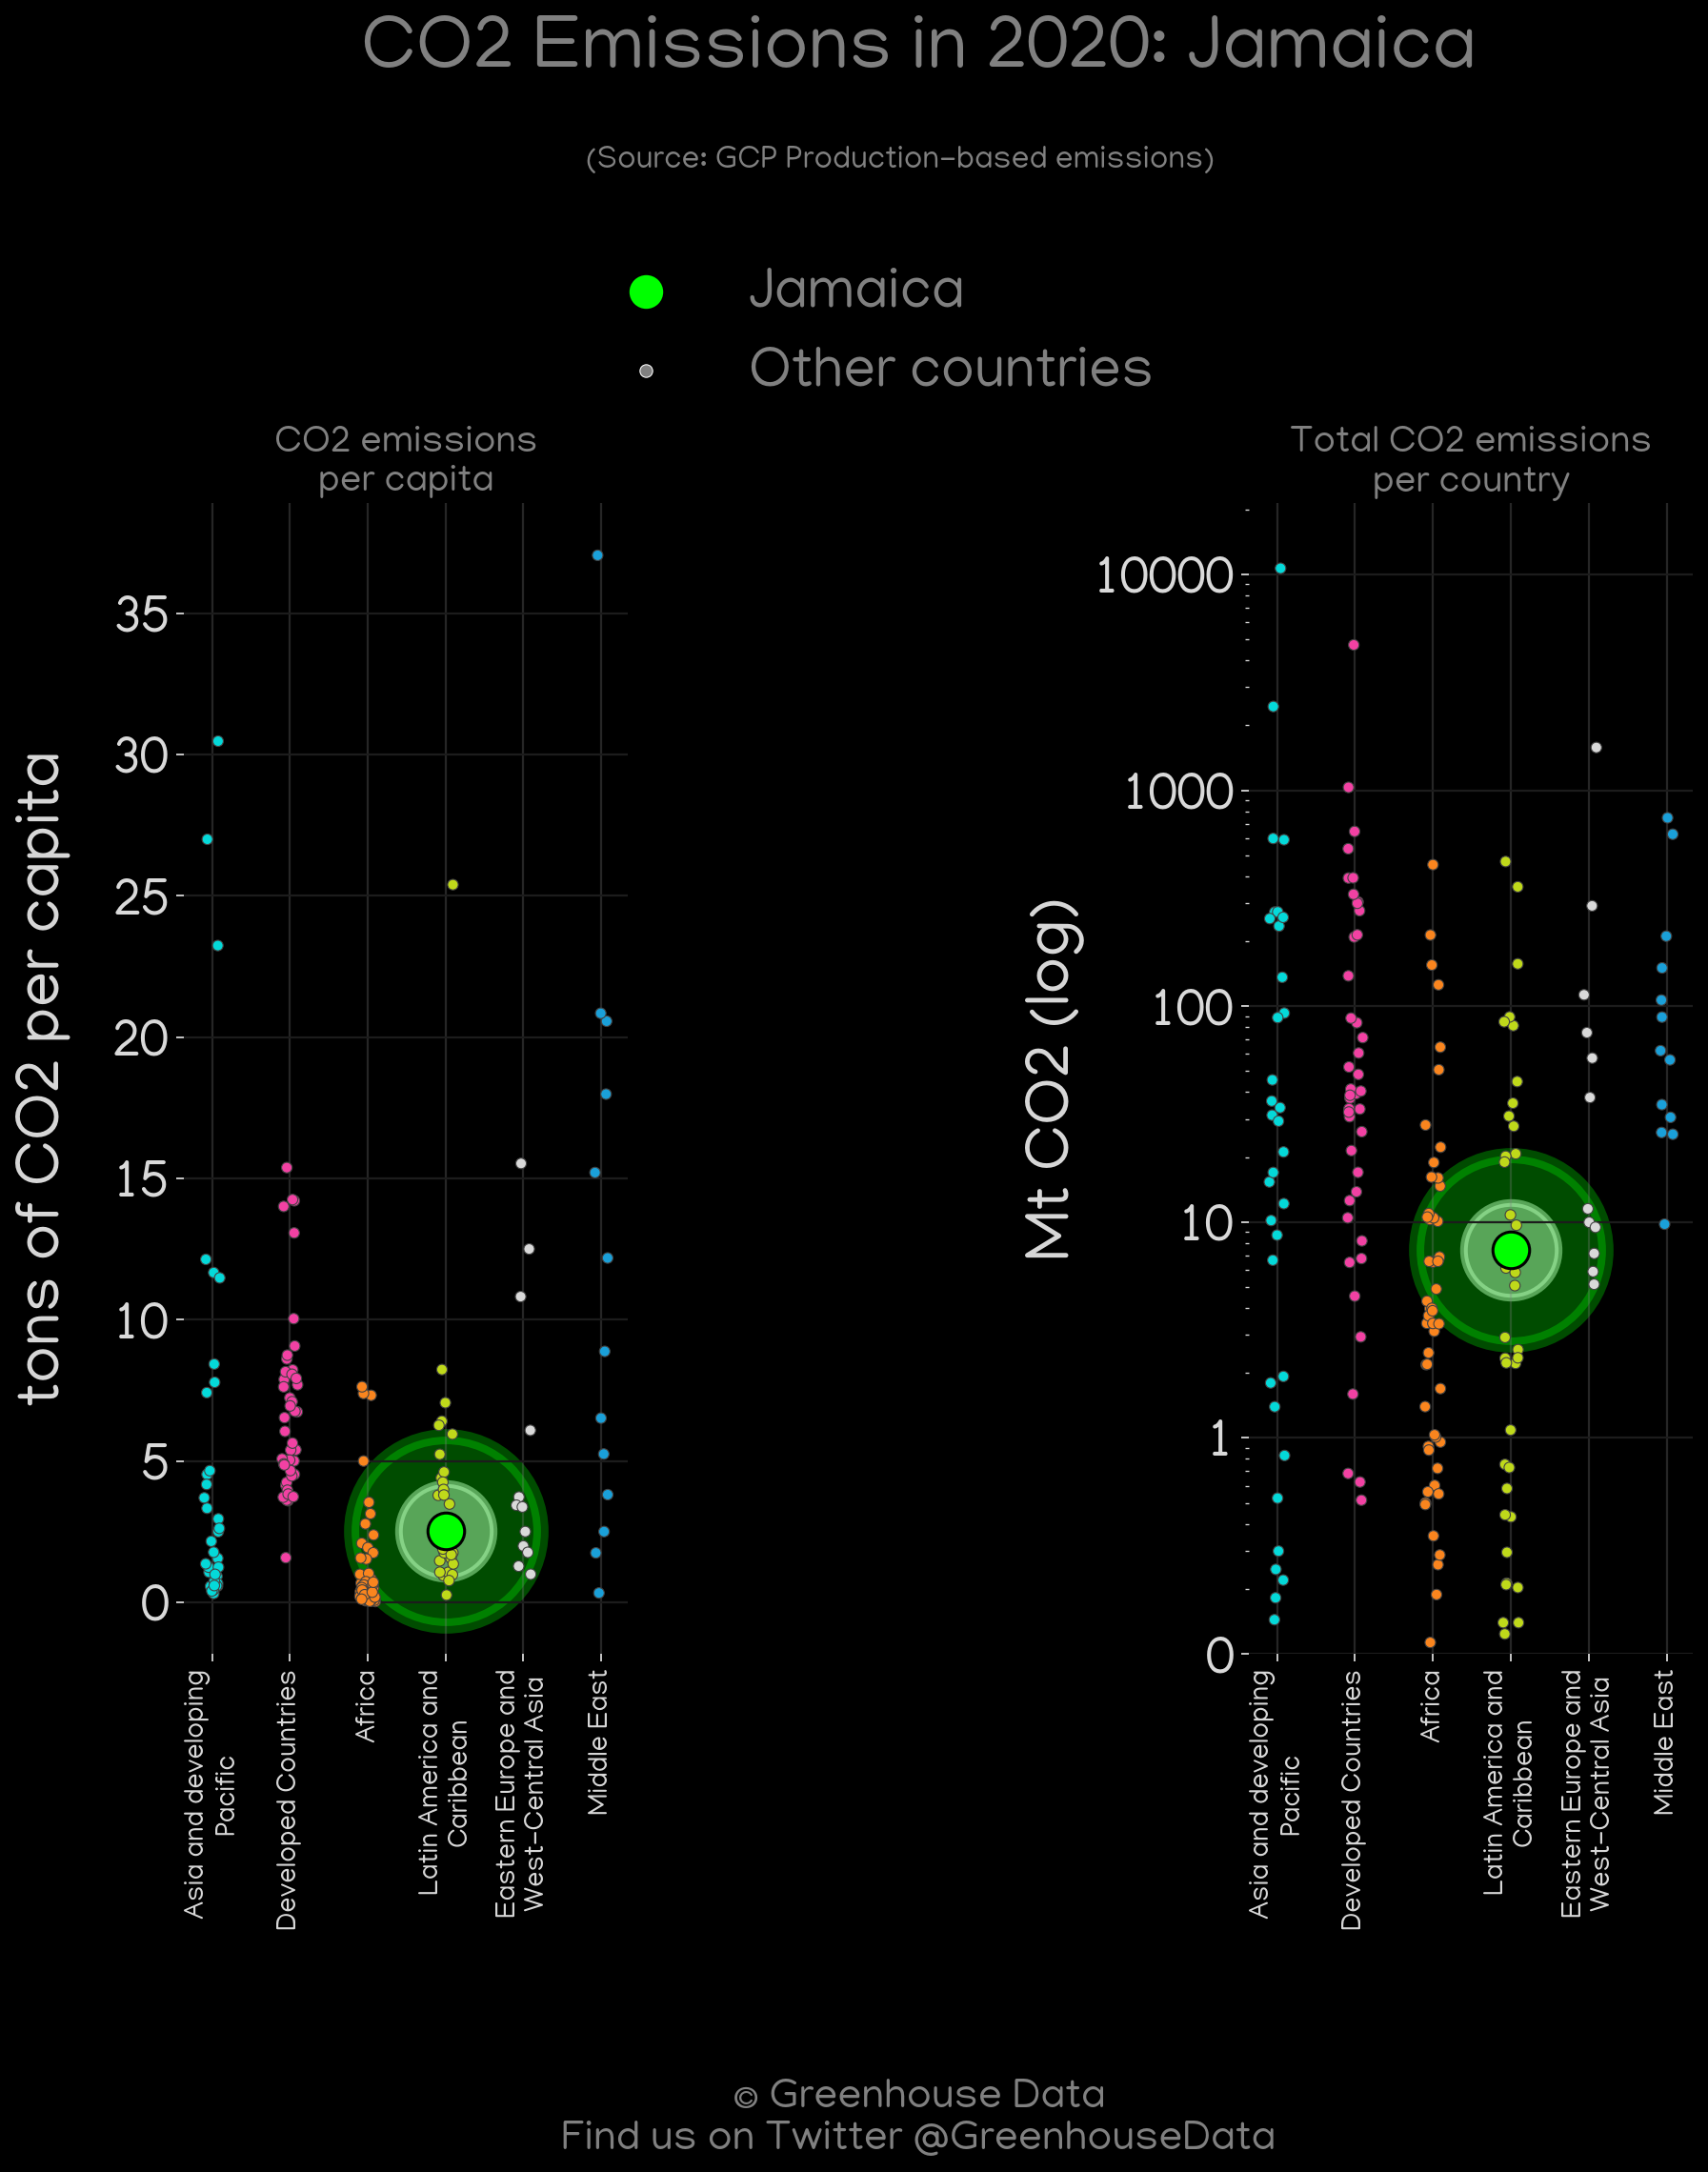 CO2 Emissions in 2020: Jamaica
(Source: GCP Production-based emissions)
Jamaica
Other countries
CO2 emissions
per capita
tons of CO2 per capita
35
30
25
20
15
10
5
0
Asia and developing
Pacific
Developed Countries
Africa
Latin America and
Caribbean
Eastern Europe and
West-Central Asia
Middle East
Total CO2 emissions
per country
Mt CO2 (log)
10000
1000
100
10
1
0
Asia and developing
Pacific
Developed Countries
Africa
Latin America and
Caribbean
Eastern Europe and
West-Central Asia
Middle East
© Greenhouse Data
Find us on Twitter @GreenhouseData